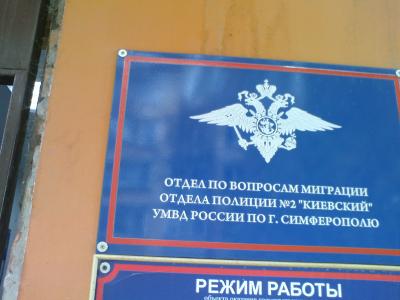 ОТДЕЛ ПО ВОПРОСАМ МИГРАЦИИ
ОТДЕЛА ПОЛИЦИИ №2 "КИЕВСКИЙ"
УМВД РОССИИ ПО Г. СИМФЕРОПОЛЮ
РЕЖИМ РАБОТЫ